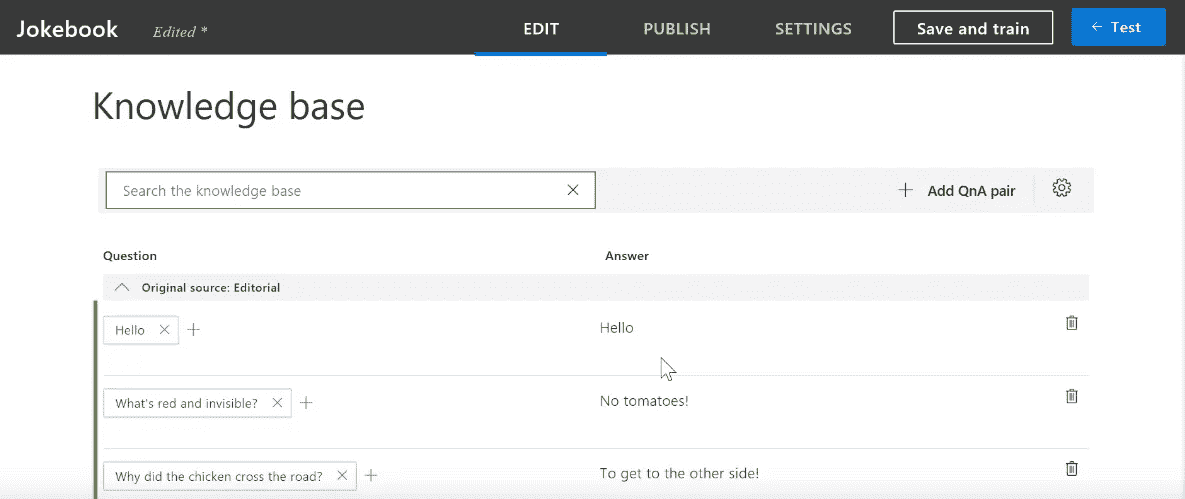 Jokebook Edited * EDIT PUBLISH SETTINGS Save and train ← Test
Knowledge base
Search the knowledge base × + Add QnA pair
Question Answer
Original source: Editorial
Hello × + Hello
What's red and invisible? × + No tomatoes!
Why did the chicken cross the road? × + To get to the other side!